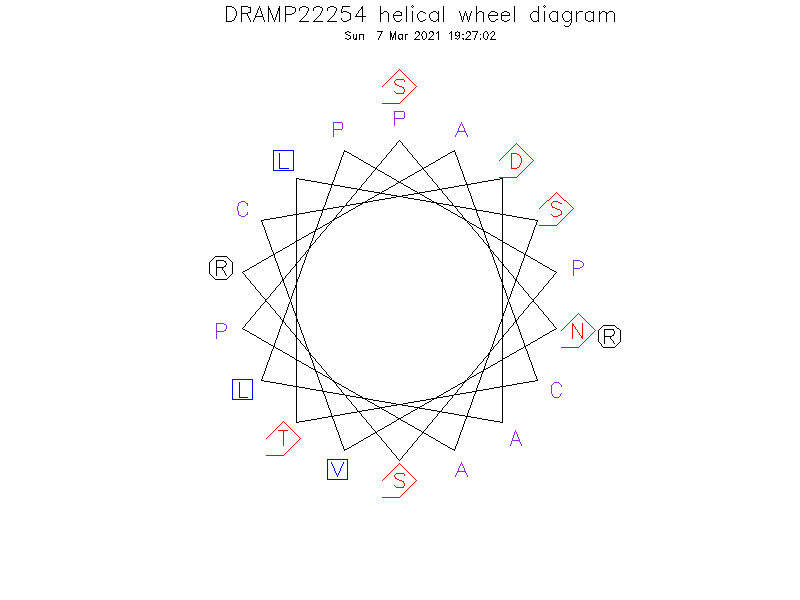 DRAMP22254 helical wheel diagram
Sun 7 Mar 2021 19:27:02
S
P P A
L D
C S
R P
P N R
L C
T A
V S A